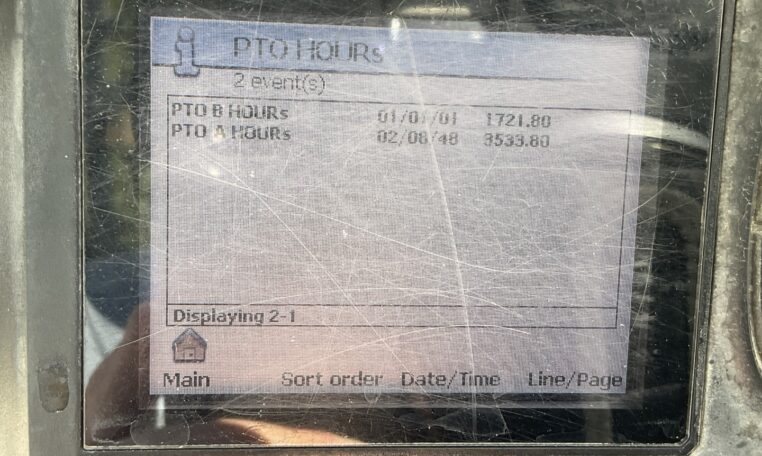 PTO HOURs
2 event(s)
PTO B HOURs 01/01/01 1721.80
PTO A HOURs 02/08/48 3533.80
Displaying 2-1
Main Sort order Date/Time Line/Page